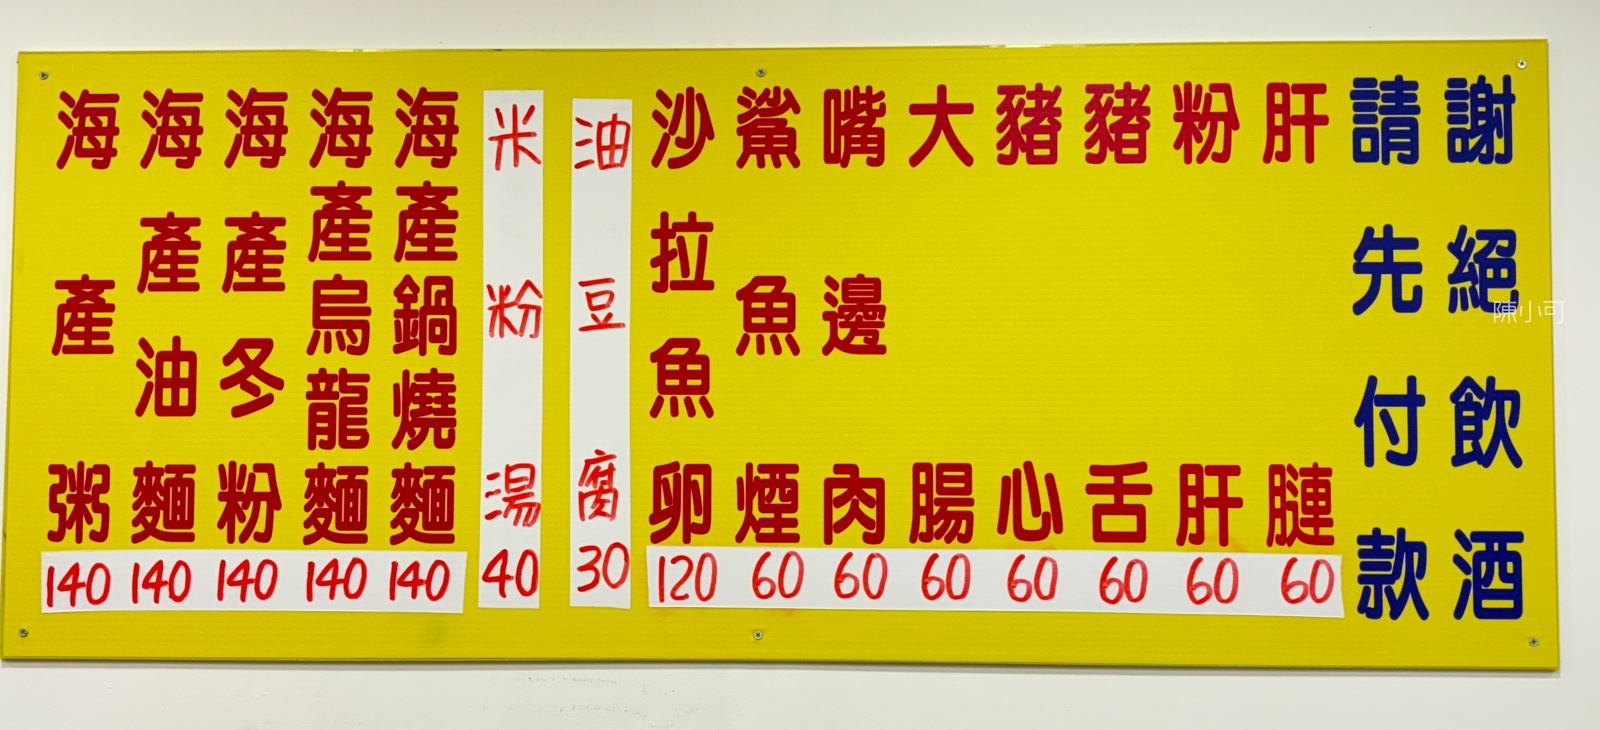 謝絕飲酒
請先付款
肝膁 60
粉肝 60
豬舌 60
豬心 60
大腸 60
嘴邊肉 60
鯊魚煙 60
沙拉魚卵 120
油豆腐 30
米粉湯 40
海產鍋燒麵 140
海產烏龍麵 140
海產冬粉 140
海產油麵 140
海產粥 140
陳小可